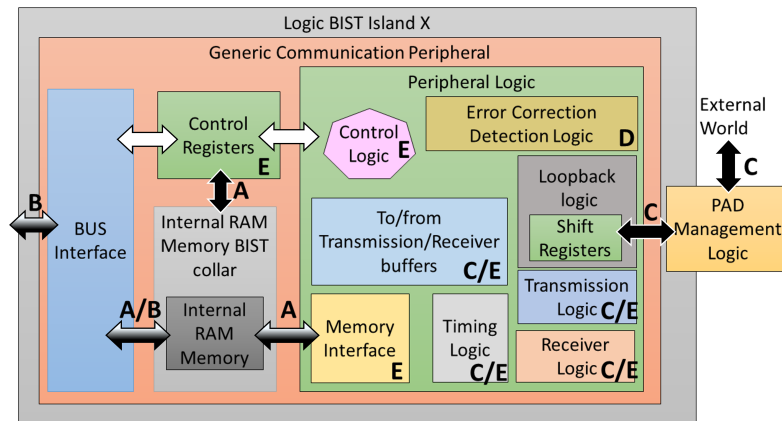 Logic BIST Island X
Generic Communication Peripheral
Peripheral Logic
Control
Registers
E
Control
Logic
E
Error Correction
Detection Logic
D
External
World
C
A
B
BUS
Interface
Internal RAM
Memory BIST
collar
To/from
Transmission/Receiver
buffers
C/E
Loopback
logic
Shift
Registers
C
PAD
Management
Logic
Transmission
Logic
C/E
A/B
Internal
RAM
Memory
A
Memory
Interface
E
Timing
Logic
C/E
Receiver
Logic
C/E